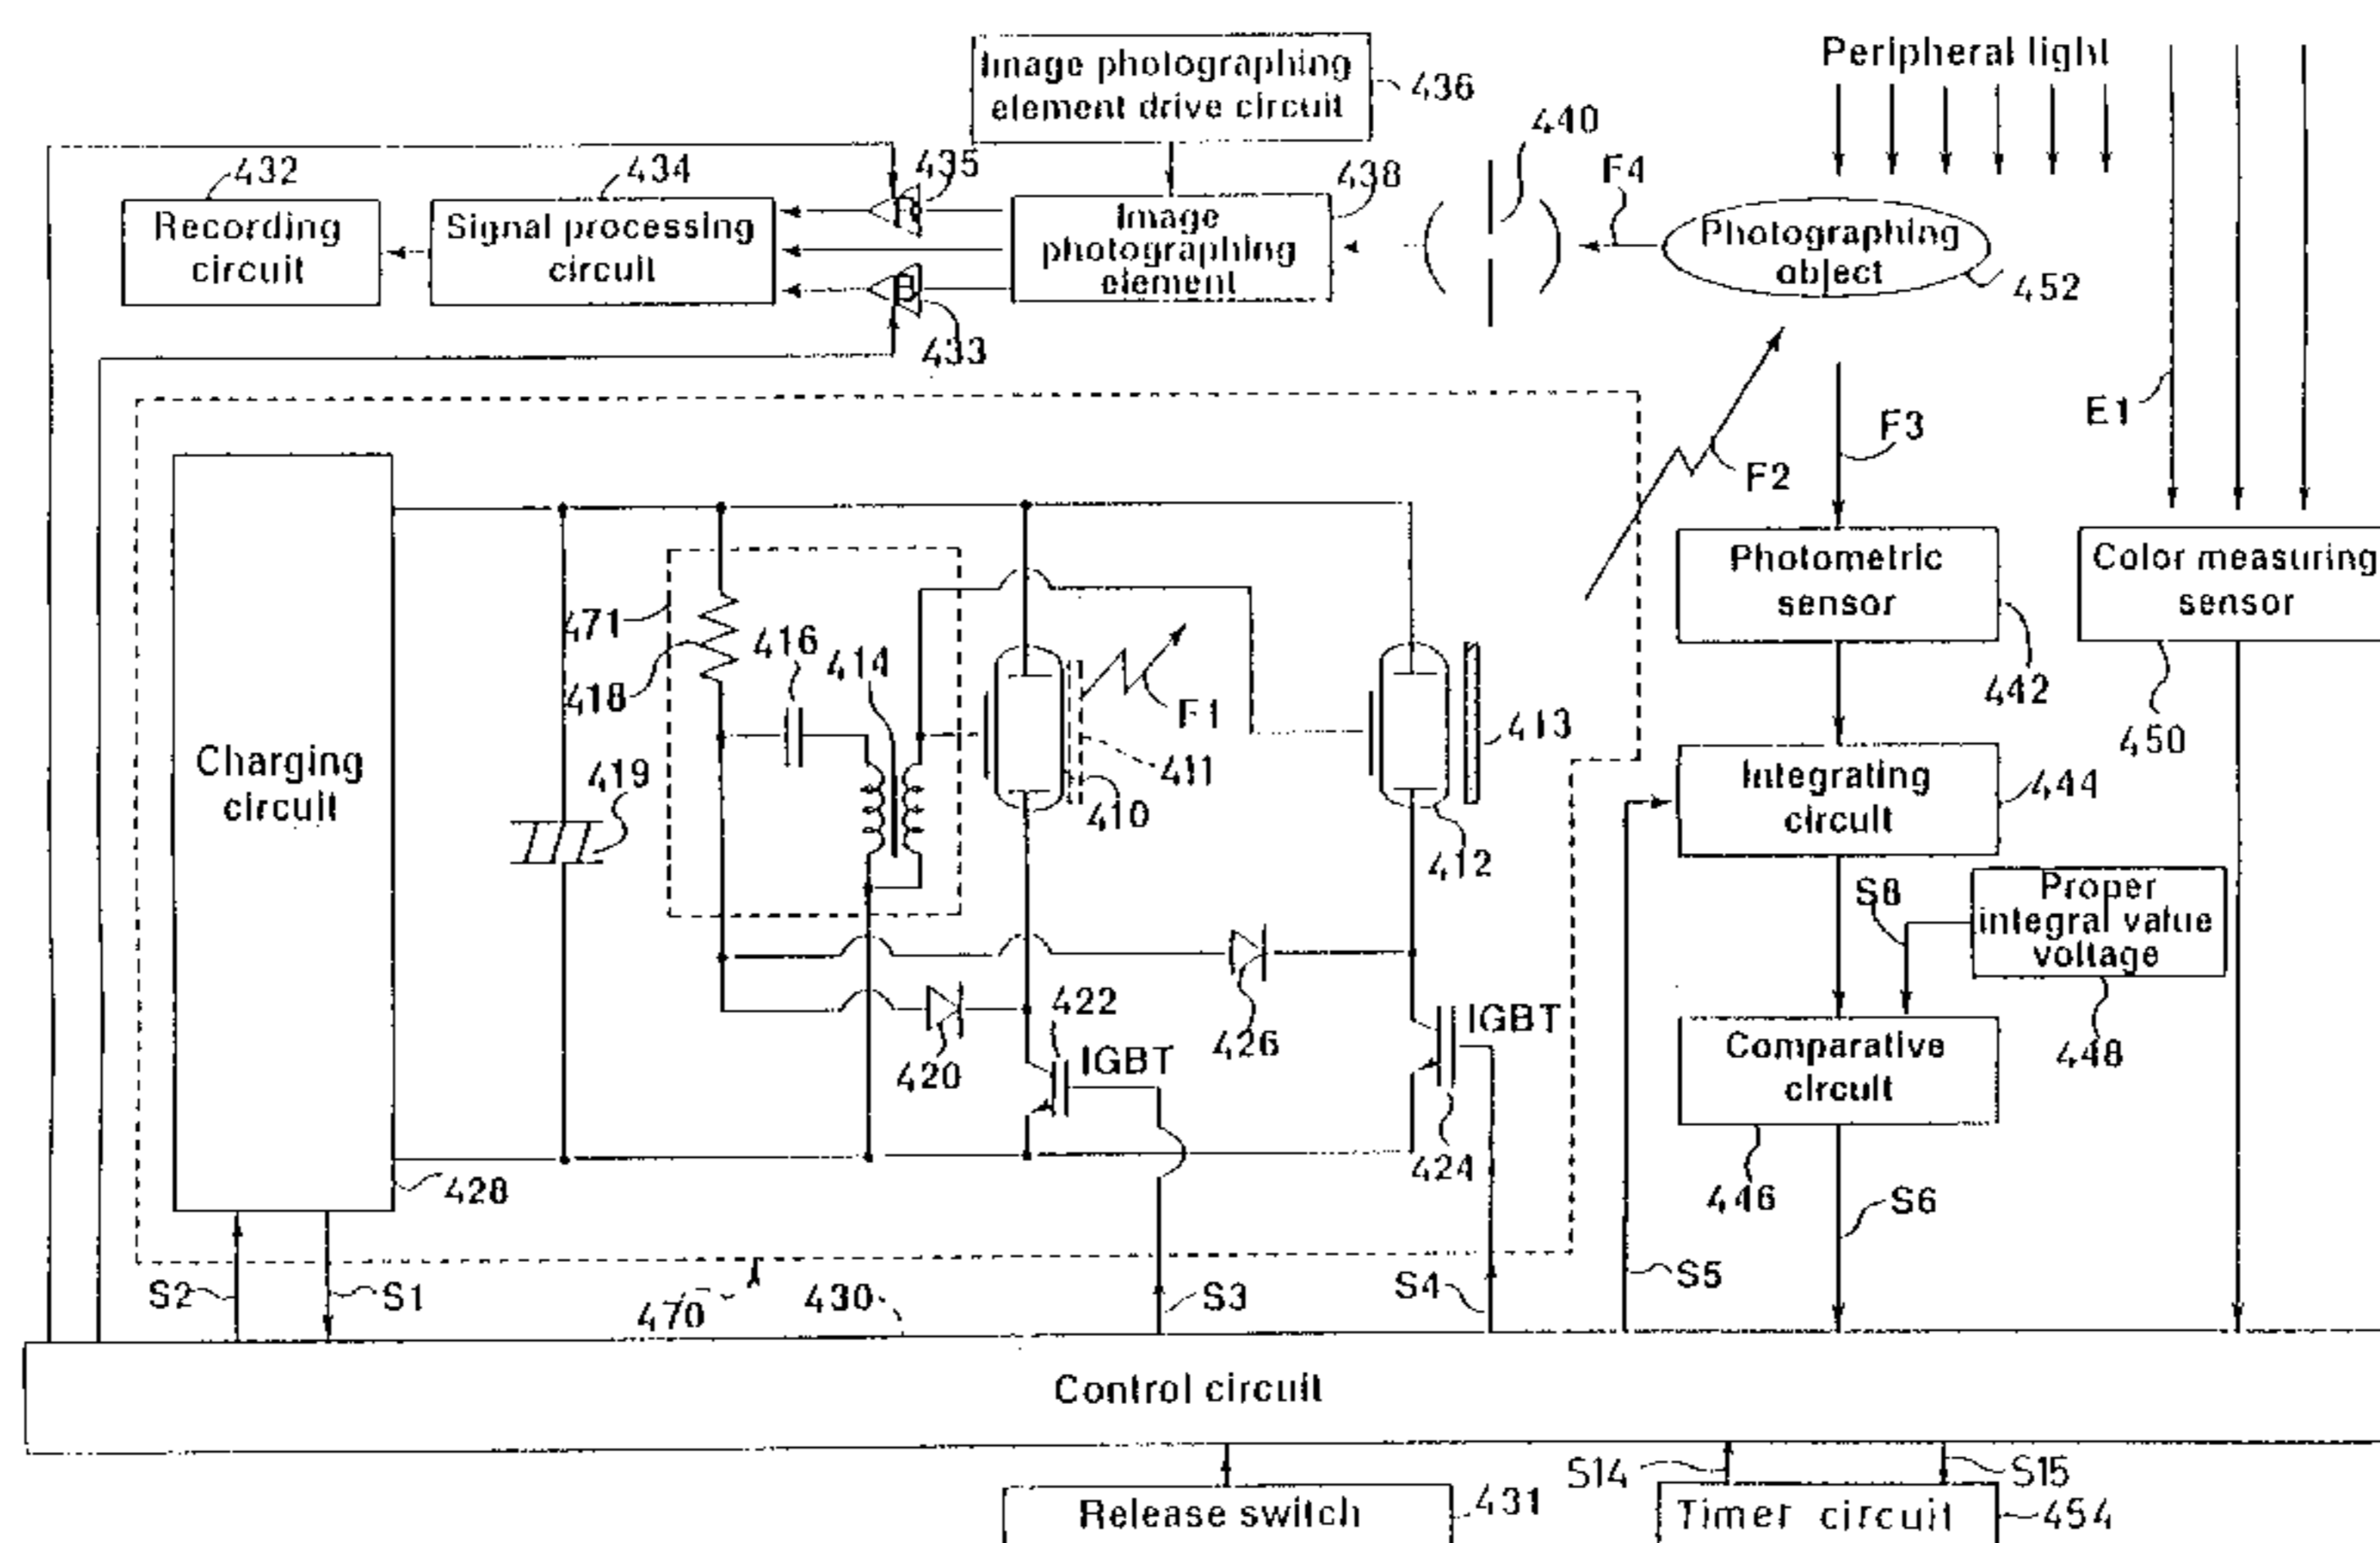 Image photographing
element drive circuit
436
Peripheral light
440
432
434
435
438
F4
Recording
circuit
Signal processing
circuit
Image
photographing
element
Photographing
object
452
433
E1
F3
F2
Photometric
sensor
Color measuring
sensor
471
416
414
418
F1
442
450
413
Charging
circuit
419
411
410
412
Integrating
circuit
444
S8
Proper
integral value
voltage
422
IGBT
420
426
IGBT
448
Comparative
circuit
424
446
428
S6
S2
S1
470
430
S3
S4
S5
Control circuit
S14
S15
Release switch
431
Timer circuit
454